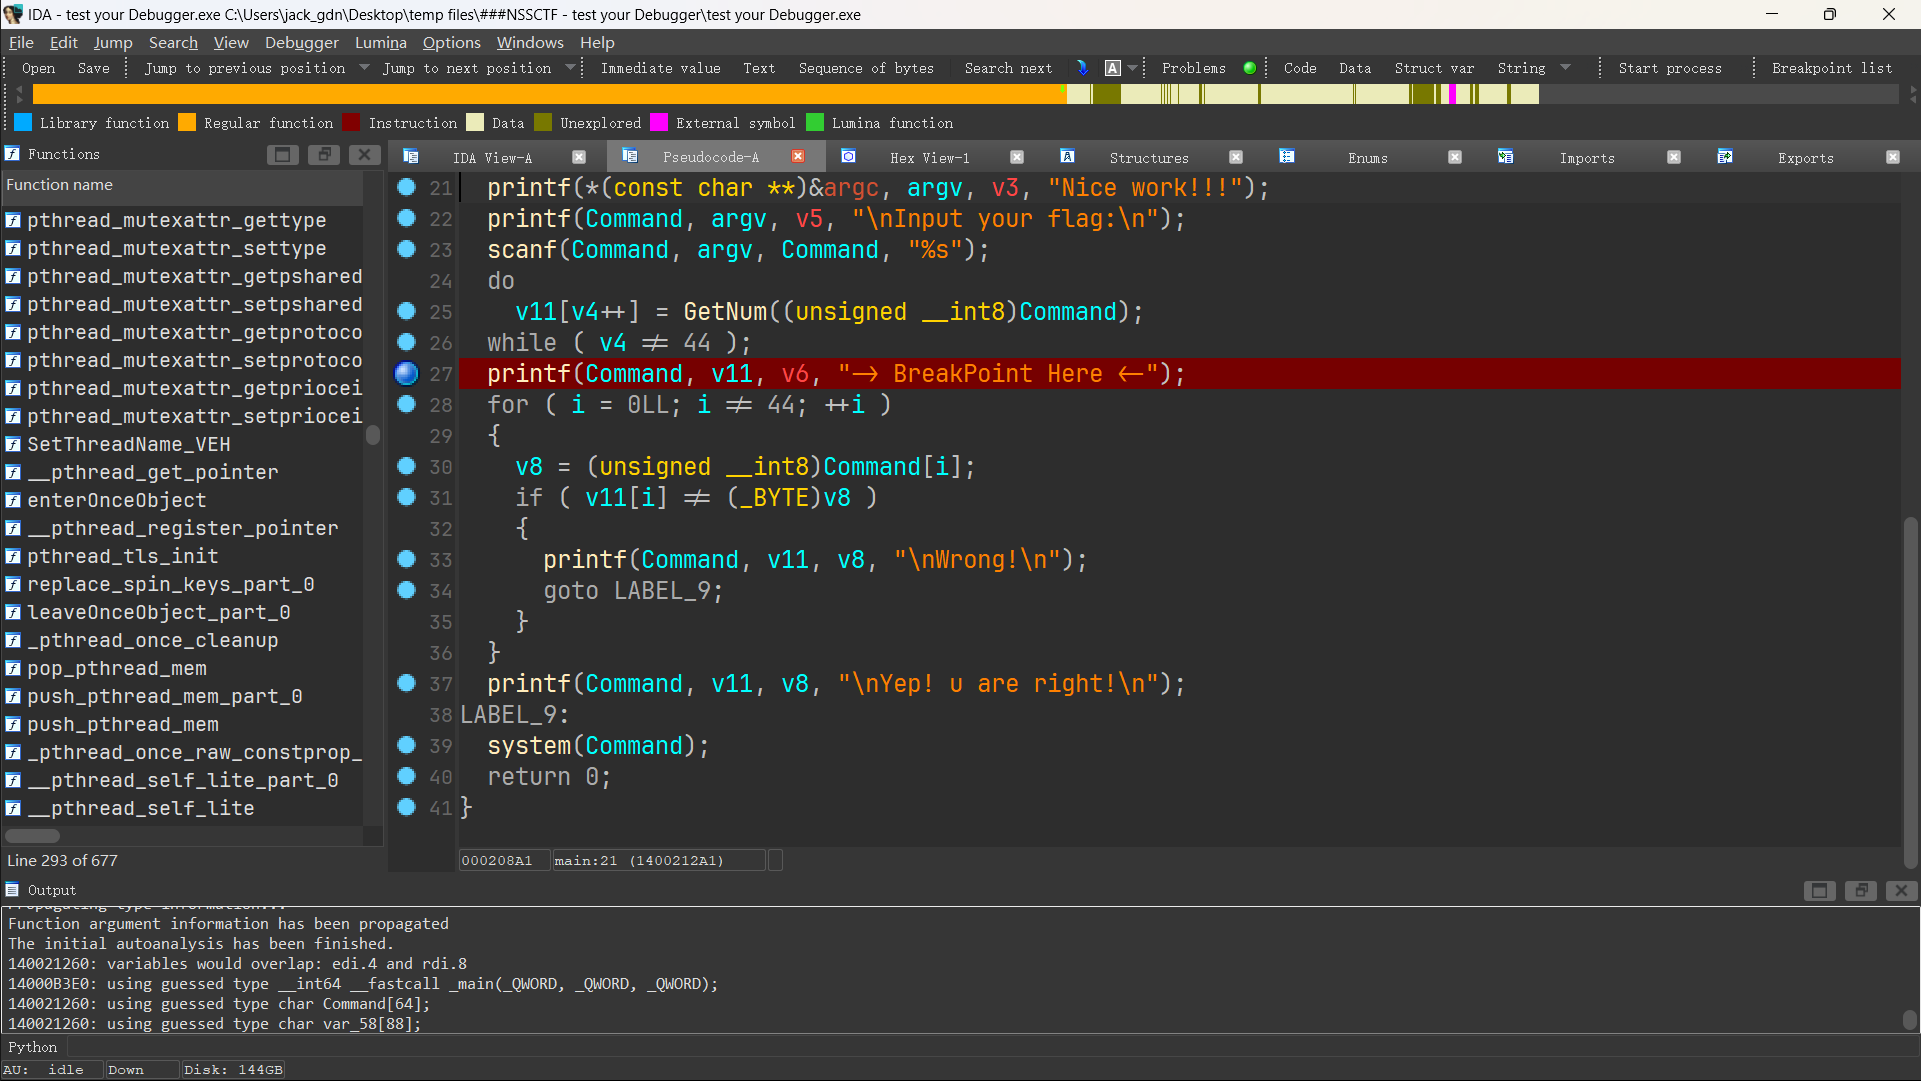 IDA - test your Debugger.exe C:\Users\jack_gdn\Desktop\temp files\###NSSCTF - test your Debugger\test your Debugger.exe
File Edit Jump Search View Debugger Lumina Options Windows Help
Open Save Jump to previous position Jump to next position Immediate value Text Sequence of bytes Search next A Problems Code Data Struct var String Start process Breakpoint list
Library function Regular function Instruction Data Unexplored External symbol Lumina function
Functions
IDA View-A Pseudocode-A Hex View-1 Structures Enums Imports Exports
Function name
pthread_mutexattr_gettype
pthread_mutexattr_settype
pthread_mutexattr_getpshared
pthread_mutexattr_setpshared
pthread_mutexattr_getprotoco
pthread_mutexattr_setprotoco
pthread_mutexattr_getpriocei
pthread_mutexattr_setpriocei
SetThreadName_VEH
__pthread_get_pointer
enterOnceObject
__pthread_register_pointer
pthread_tls_init
replace_spin_keys_part_0
leaveOnceObject_part_0
_pthread_once_cleanup
pop_pthread_mem
push_pthread_mem_part_0
push_pthread_mem
_pthread_once_raw_constprop_
__pthread_self_lite_part_0
__pthread_self_lite
Line 293 of 677
21 printf(*(const char **)&argc, argv, v3, "Nice work!!!");
22 printf(Command, argv, v5, "\nInput your flag:\n");
23 scanf(Command, argv, Command, "%s");
24 do
25 v11[v4++] = GetNum((unsigned __int8)Command);
26 while ( v4 != 44 );
27 printf(Command, v11, v6, "-> BreakPoint Here <-");
28 for ( i = 0LL; i != 44; ++i )
29 {
30 v8 = (unsigned __int8)Command[i];
31 if ( v11[i] != (_BYTE)v8 )
32 {
33 printf(Command, v11, v8, "\nWrong!\n");
34 goto LABEL_9;
35 }
36 }
37 printf(Command, v11, v8, "\nYep! u are right!\n");
38 LABEL_9:
39 system(Command);
40 return 0;
41 }
000208A1 main:21 (1400212A1)
Output
Propagating type information...
Function argument information has been propagated
The initial autoanalysis has been finished.
140021260: variables would overlap: edi.4 and rdi.8
14000B3E0: using guessed type __int64 __fastcall _main(_QWORD, _QWORD, _QWORD);
140021260: using guessed type char Command[64];
140021260: using guessed type char var_58[88];
Python
AU: idle Down Disk: 144GB